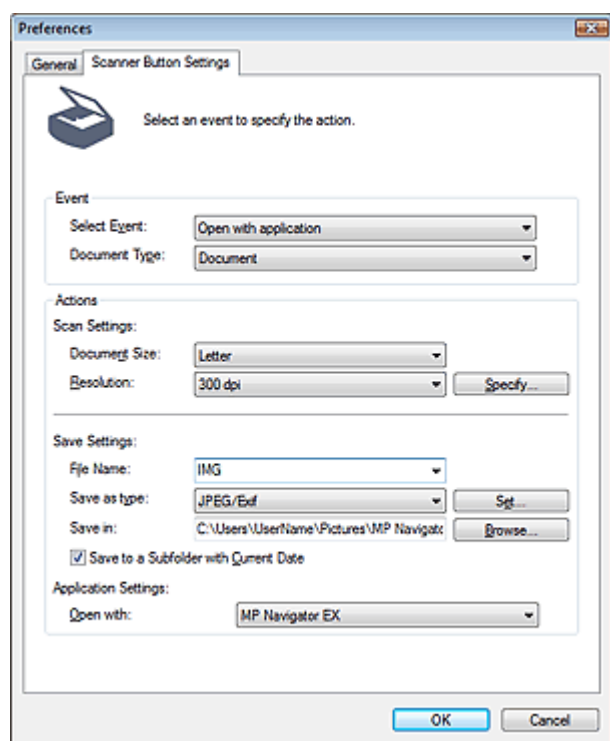 Preferences
General Scanner Button Settings
Select an event to specify the action.
Event
Select Event: Open with application
Document Type: Document
Actions
Scan Settings:
Document Size: Letter
Resolution: 300 dpi Specify...
Save Settings:
File Name: IMG
Save as type: JPEG/Exif Set...
Save in: C:\Users\UserName\Pictures\MP Navigatc Browse...
Save to a Subfolder with Current Date
Application Settings:
Open with: MP Navigator EX
OK Cancel